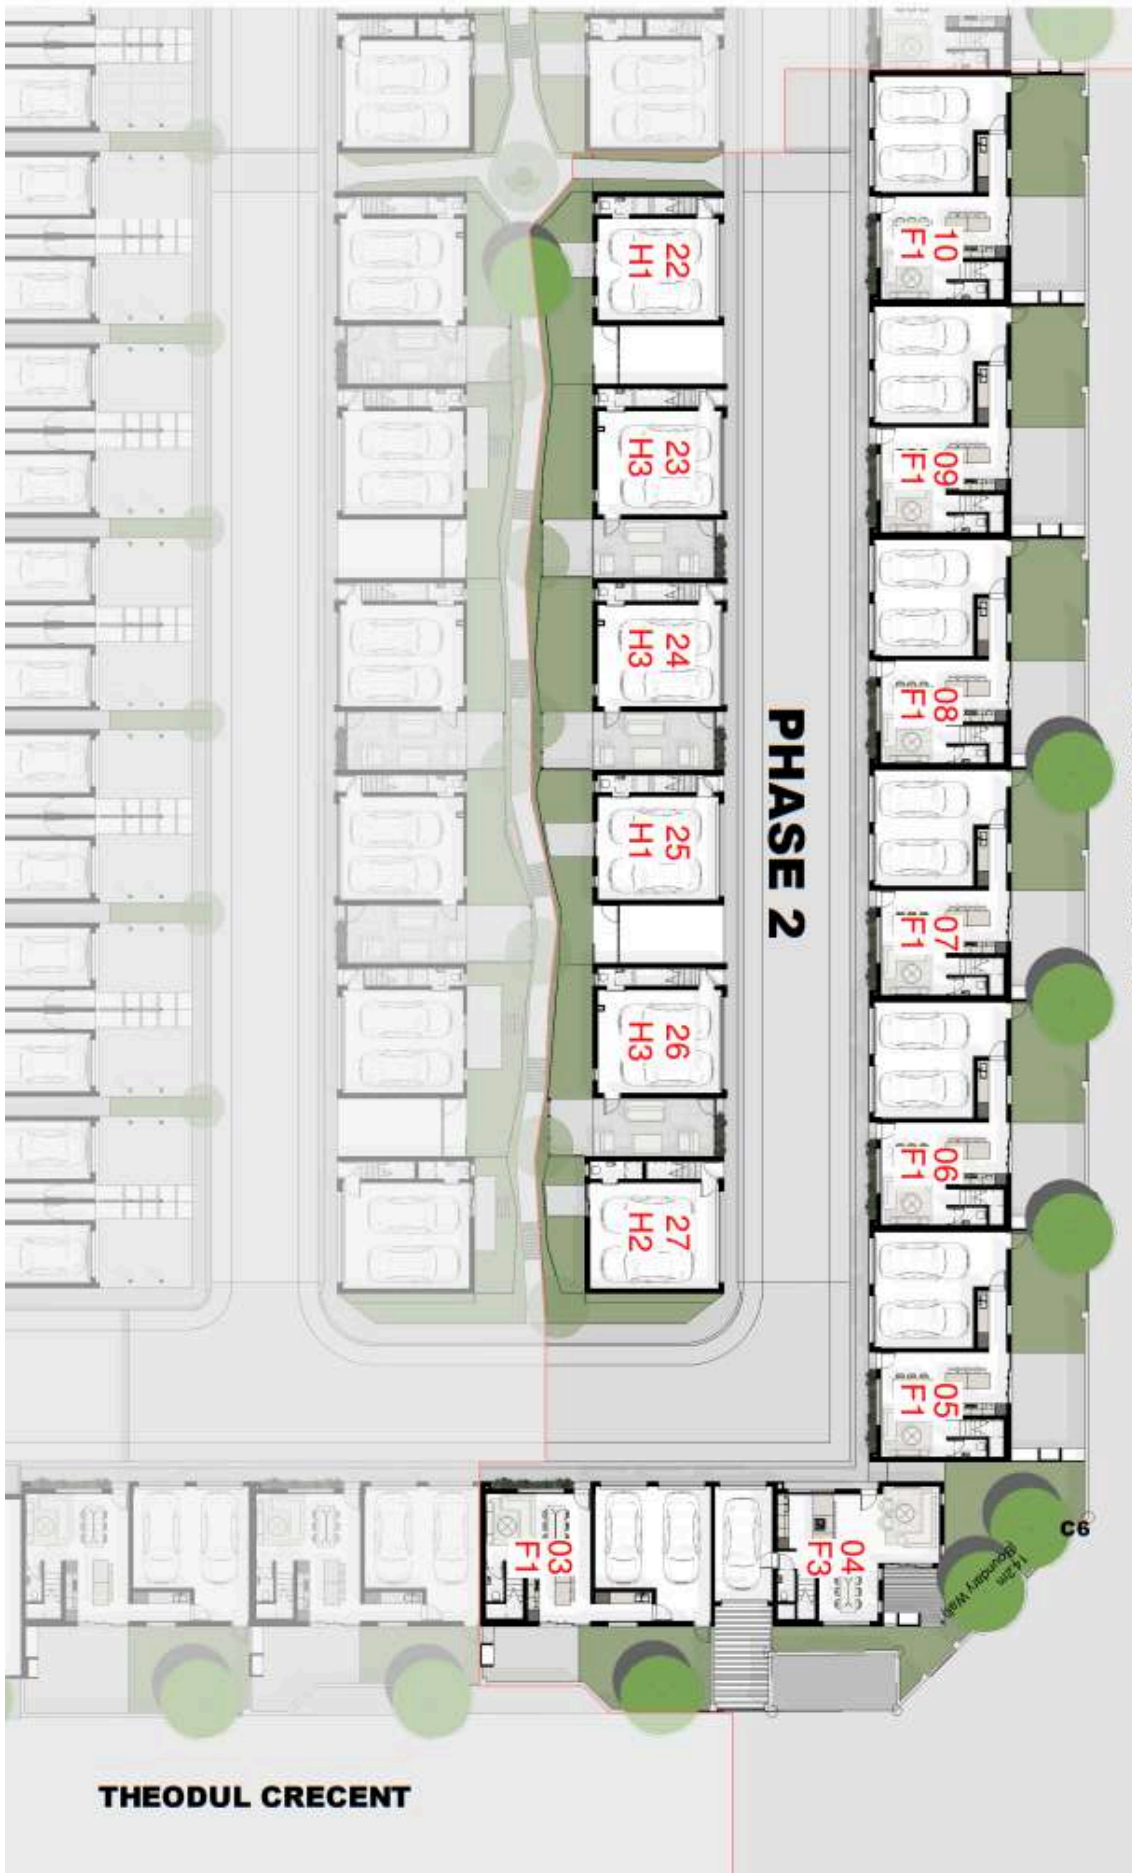 10
F1
22
H1
23
H3
09
F1
24
H3
08
F1
PHASE 2
25
H1
07
F1
26
H3
06
F1
27
H2
05
F1
03
F1
04
F3
C6
14.2m
Boundary Wall
THEODUL CRECENT